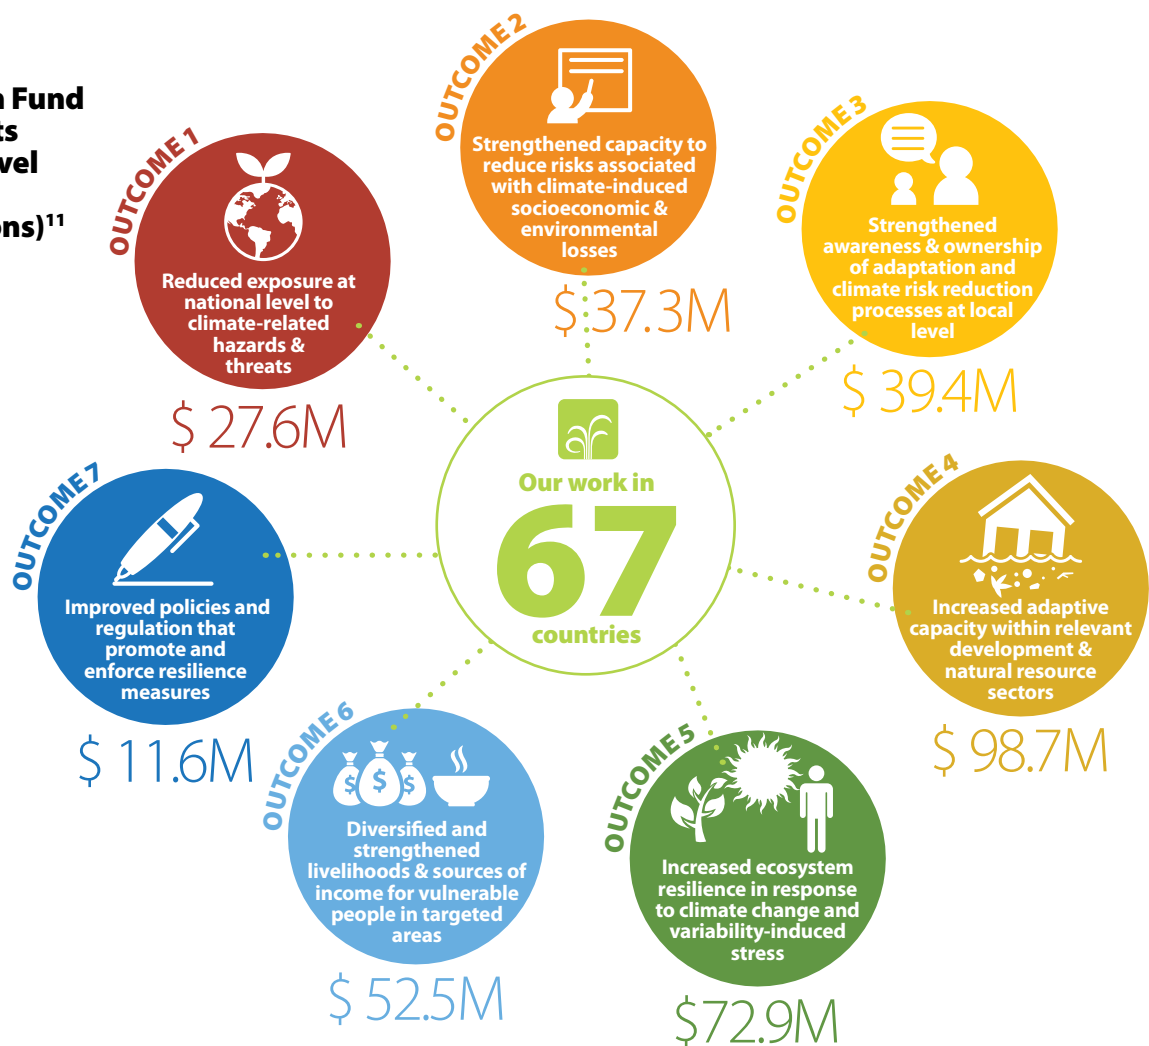 Fund
ons)¹¹
OUTCOME 1
Reduced exposure at
national level to
climate-related
hazards &
threats
$ 27.6M
OUTCOME 2
Strengthened capacity to
reduce risks associated
with climate-induced
socioeconomic &
environmental
losses
$ 37.3M
OUTCOME 3
Strengthened
awareness & ownership
of adaptation and
climate risk reduction
processes at local
level
$ 39.4M
OUTCOME 4
Increased adaptive
capacity within relevant
development &
natural resource
sectors
$ 98.7M
OUTCOME 5
Increased ecosystem
resilience in response
to climate change and
variability-induced
stress
$72.9M
OUTCOME 6
Diversified and
strengthened
livelihoods & sources of
income for vulnerable
people in targeted
areas
$ 52.5M
OUTCOME 7
Improved policies and
regulation that
promote and
enforce resilience
measures
$ 11.6M
af
Our work in
67
countries